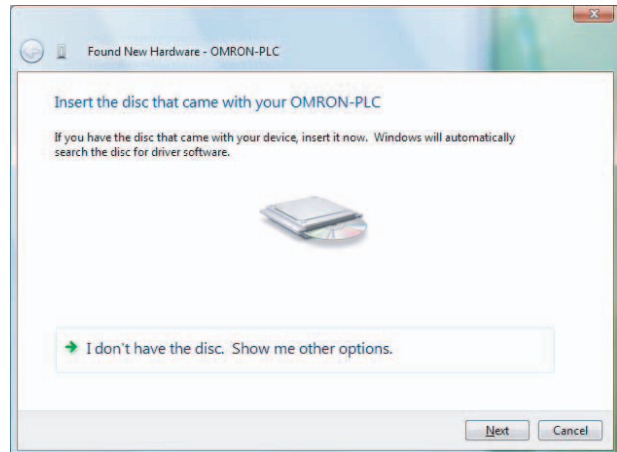 Found New Hardware - OMRON-PLC
Insert the disc that came with your OMRON-PLC
If you have the disc that came with your device, insert it now.  Windows will automatically
search the disc for driver software.
I don't have the disc.  Show me other options.
Next
Cancel